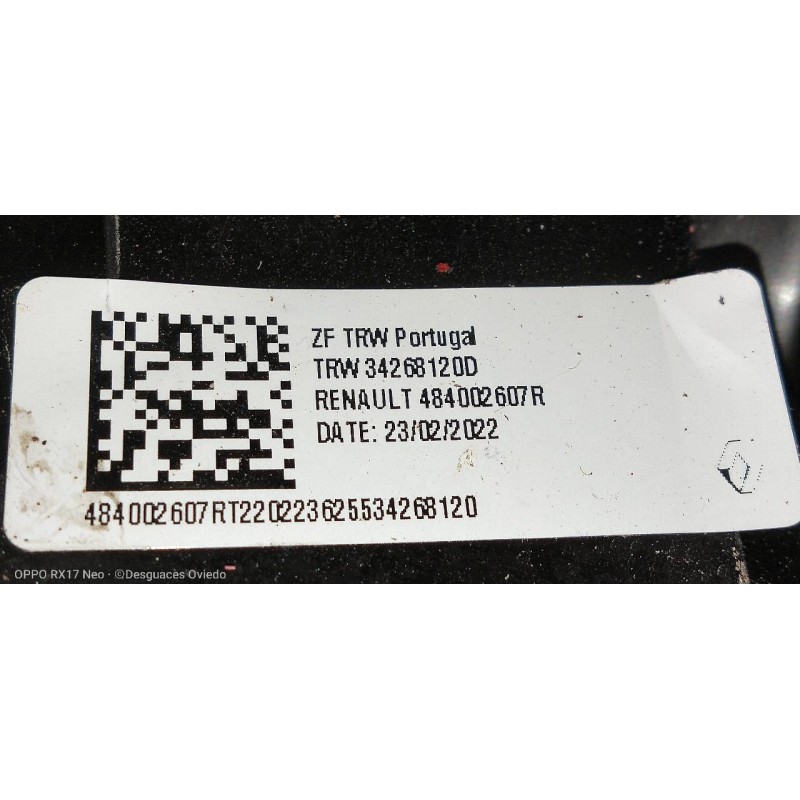 ZF TRW Portugal
TRW 34268120D
RENAULT 484002607R
DATE: 23/02/2022
484002607RT220223625534268120
OPPO RX17 Neo · ©Desguaces Oviedo